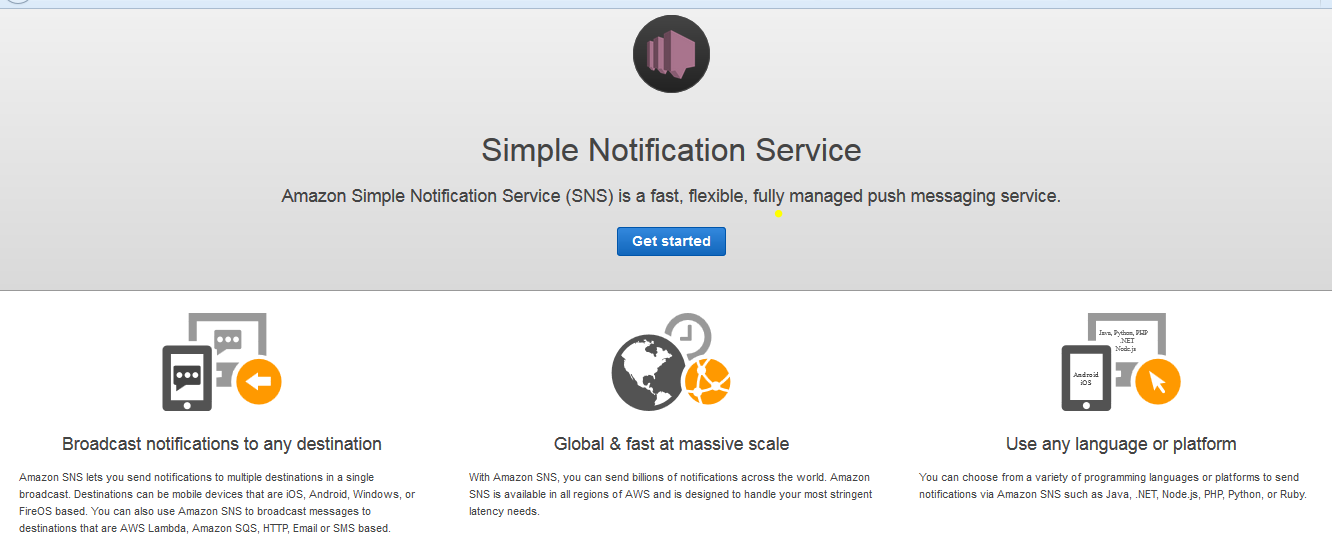 Simple Notification Service
Amazon Simple Notification Service (SNS) is a fast, flexible, fully managed push messaging service.
Get started
Broadcast notifications to any destination
Amazon SNS lets you send notifications to multiple destinations in a single
broadcast. Destinations can be mobile devices that are iOS, Android, Windows, or
FireOS based. You can also use Amazon SNS to broadcast messages to
destinations that are AWS Lambda, Amazon SQS, HTTP, Email or SMS based.
Global & fast at massive scale
With Amazon SNS, you can send billions of notifications across the world. Amazon
SNS is available in all regions of AWS and is designed to handle your most stringent
latency needs.
Java, Python, PHP
.NET
Node.js
Android
iOS
Use any language or platform
You can choose from a variety of programming languages or platforms to send
notifications via Amazon SNS such as Java, .NET, Node.js, PHP, Python, or Ruby.